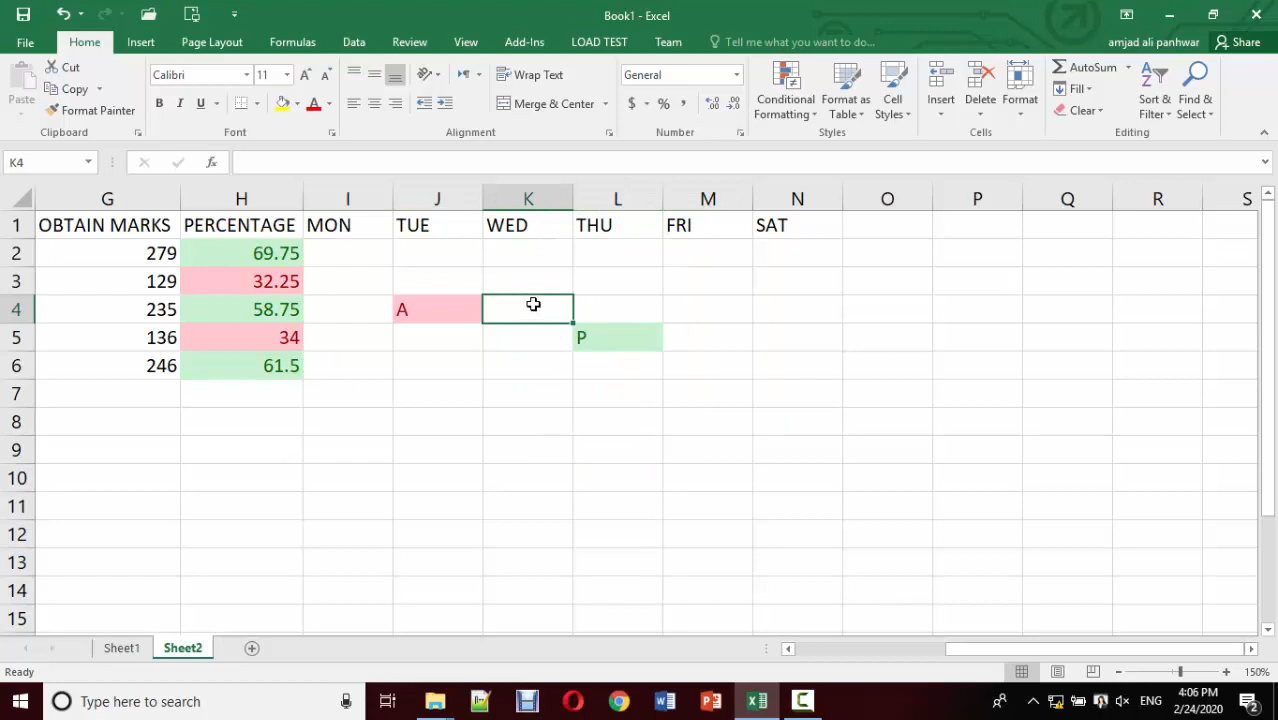 Book1 - Excel
File Home Insert Page Layout Formulas Data Review View Add-Ins LOAD TEST Team Tell me what you want to do... amjad ali panhwar Share
Cut Calibri 11 Wrap Text General AutoSum
Paste Copy Conditional Format as Cell Insert Delete Format Fill Sort & Find &
Format Painter Merge & Center Formatting Table Styles Clear Filter Select
Clipboard Font Alignment Number Styles Cells Editing
K4
G H I J K L M N O P Q R S
1 OBTAIN MARKS PERCENTAGE MON TUE WED THU FRI SAT
2 279 69.75
3 129 32.25
4 235 58.75 A
5 136 34 P
6 246 61.5
7
8
9
10
11
12
13
14
15
Sheet1 Sheet2
Ready 150%
Type here to search ENG 4:06 PM
2/24/2020 2